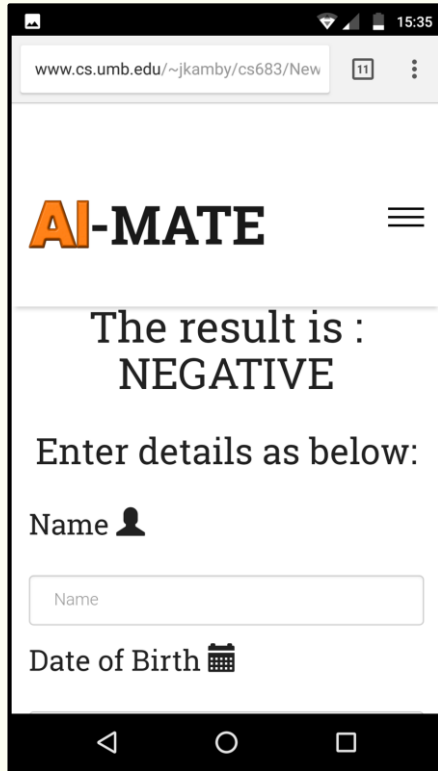 15:35
www.cs.umb.edu/~jkamby/cs683/New
11
AI-MATE
The result is :
NEGATIVE
Enter details as below:
Name
Name
Date of Birth